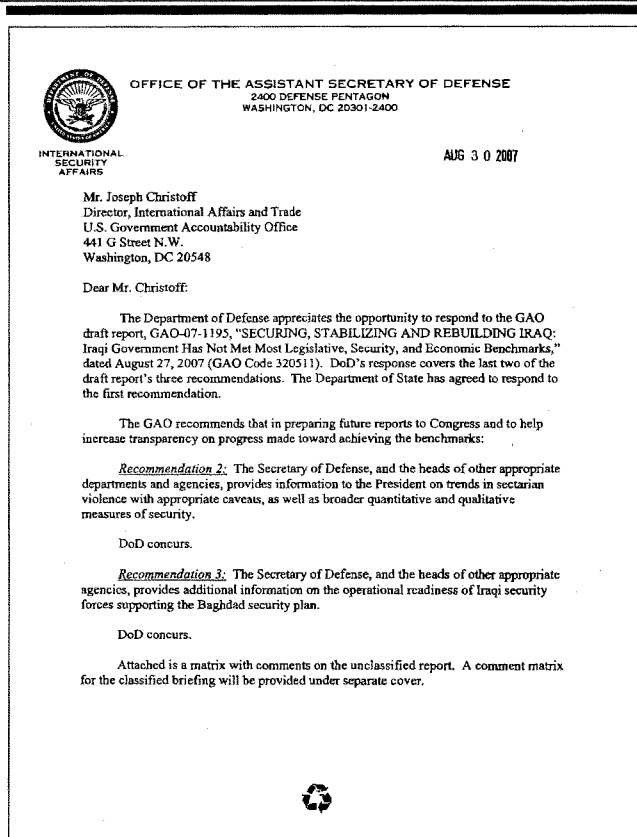 OFFICE OF THE ASSISTANT SECRETARY OF DEFENSE
2400 DEFENSE PENTAGON
WASHINGTON, DC 20301-2400
INTERNATIONAL
SECURITY
AFFAIRS
AUG 30 2007
Mr. Joseph Christoff
Director, International Affairs and Trade
U.S. Government Accountability Office
441 G Street N.W.
Washington, DC 20548
Dear Mr. Christoff:
The Department of Defense appreciates the opportunity to respond to the GAO
draft report, GAO-07-1195, "SECURING, STABILIZING AND REBUILDING IRAQ:
Iraqi Government Has Not Met Most Legislative, Security, and Economic Benchmarks,"
dated August 27, 2007 (GAO Code 320511). DoD's response covers the last two of the
draft report's three recommendations. The Department of State has agreed to respond to
the first recommendation.
The GAO recommends that in preparing future reports to Congress and to help
increase transparency on progress made toward achieving the benchmarks:
Recommendation 2: The Secretary of Defense, and the heads of other appropriate
departments and agencies, provides information to the President on trends in sectarian
violence with appropriate caveats, as well as broader quantitative and qualitative
measures of security.
DoD concurs.
Recommendation 3: The Secretary of Defense, and the heads of other appropriate
agencies, provides additional information on the operational readiness of Iraqi security
forces supporting the Baghdad security plan.
DoD concurs.
Attached is a matrix with comments on the unclassified report. A comment matrix
for the classified briefing will be provided under separate cover.